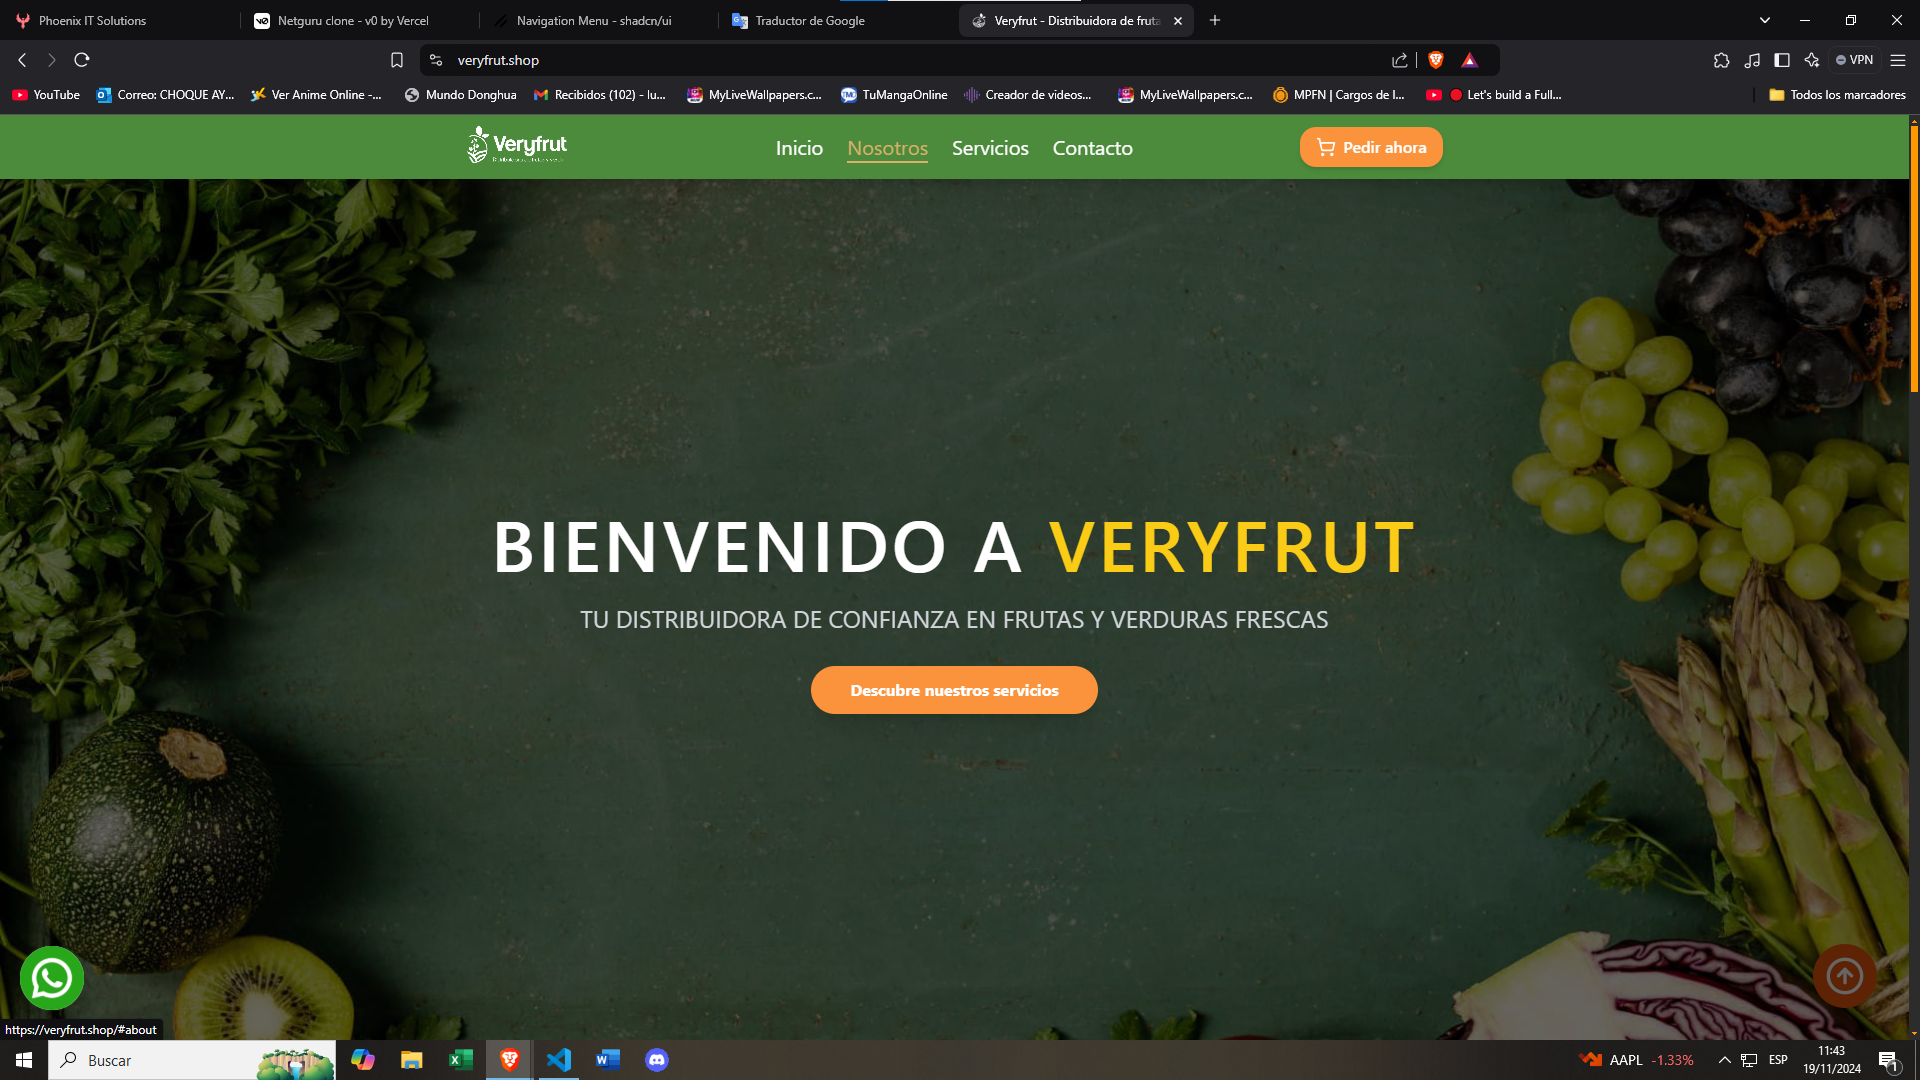 Phoenix IT Solutions
Netguru clone - v0 by Vercel
Navigation Menu - shadcn/ui
Traductor de Google
Veryfrut - Distribuidora de fruta
veryfrut.shop
VPN
YouTube
Correo: CHOQUE AY...
Ver Anime Online -...
Mundo Donghua
Recibidos (102) - lu...
MyLiveWallpapers.c...
TuMangaOnline
Creador de videos...
MyLiveWallpapers.c...
MPFN | Cargos de l...
Let's build a Full...
Todos los marcadores
Veryfrut
Inicio
Nosotros
Servicios
Contacto
Pedir ahora
BIENVENIDO A VERYFRUT
TU DISTRIBUIDORA DE CONFIANZA EN FRUTAS Y VERDURAS FRESCAS
Descubre nuestros servicios
https://veryfrut.shop/#about
Buscar
AAPL -1.33%
ESP
11:43
19/11/2024
1